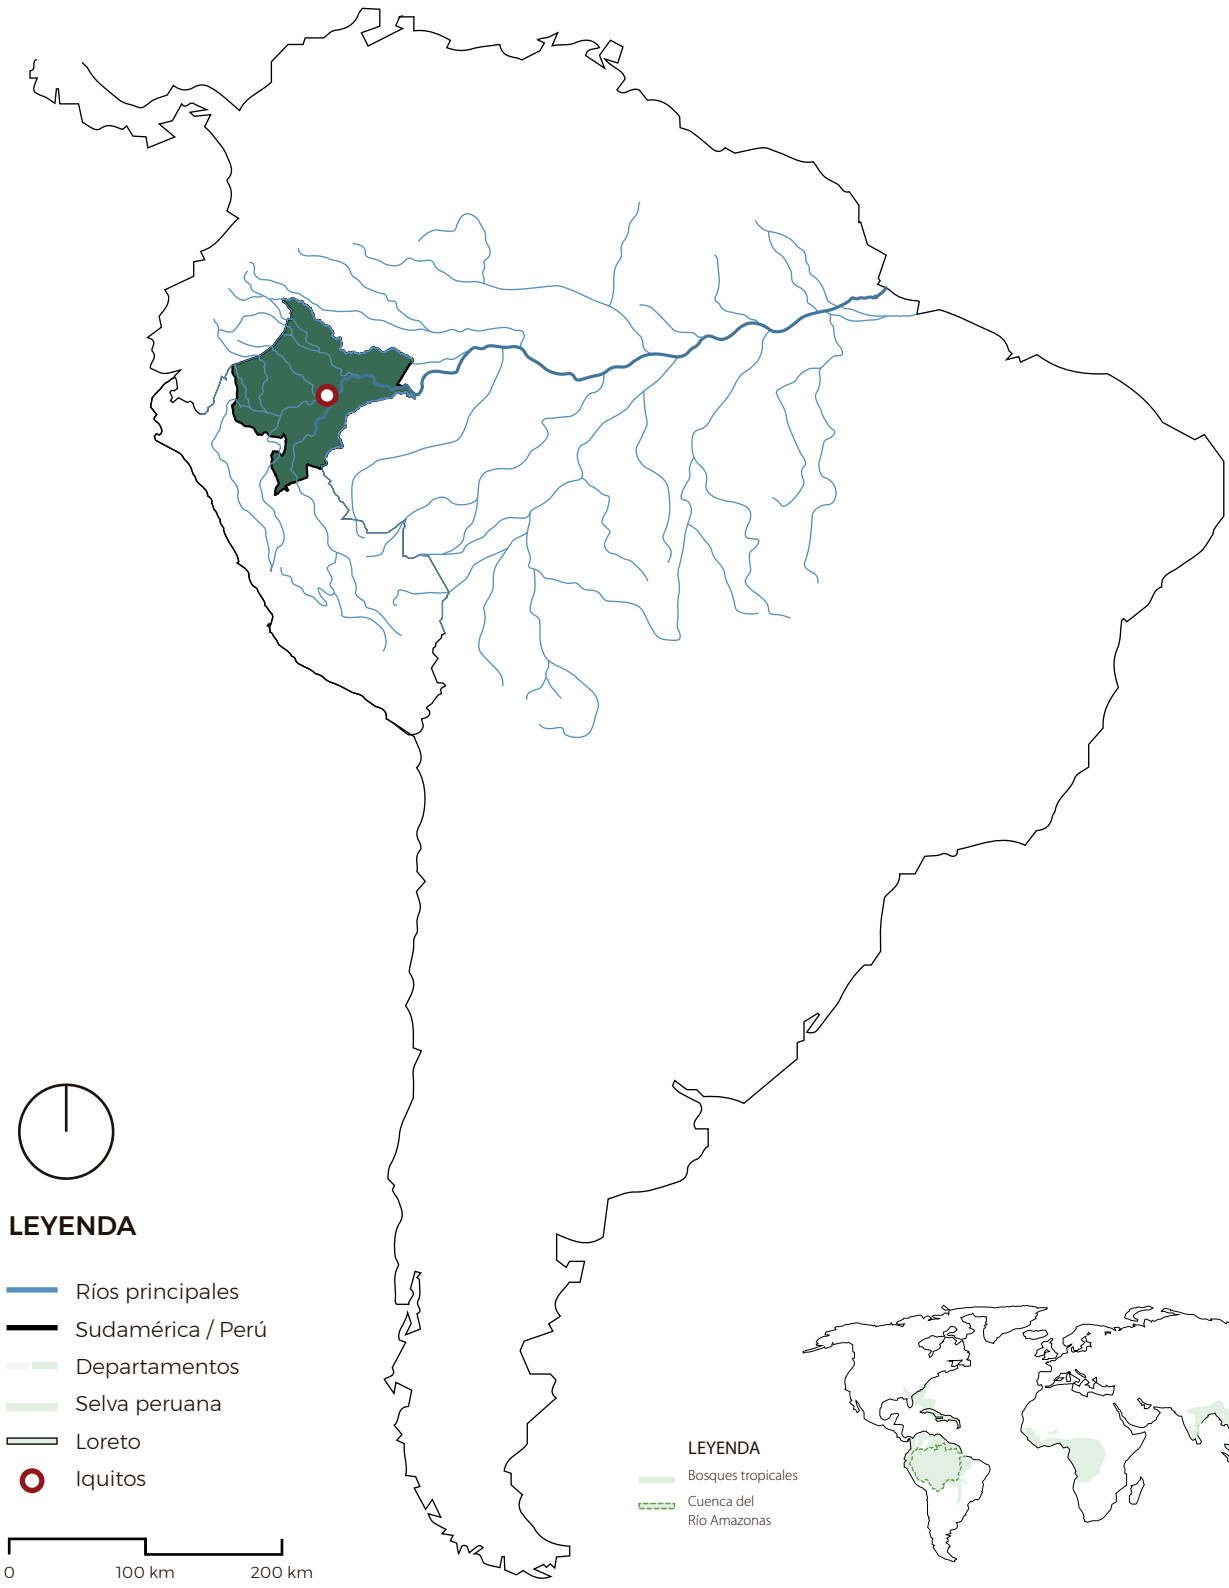 LEYENDA
Ríos principales
Sudamérica / Perú
Departamentos
Selva peruana
Loreto
Iquitos
0 100 km 200 km
LEYENDA
Bosques tropicales
Cuenca del
Río Amazonas